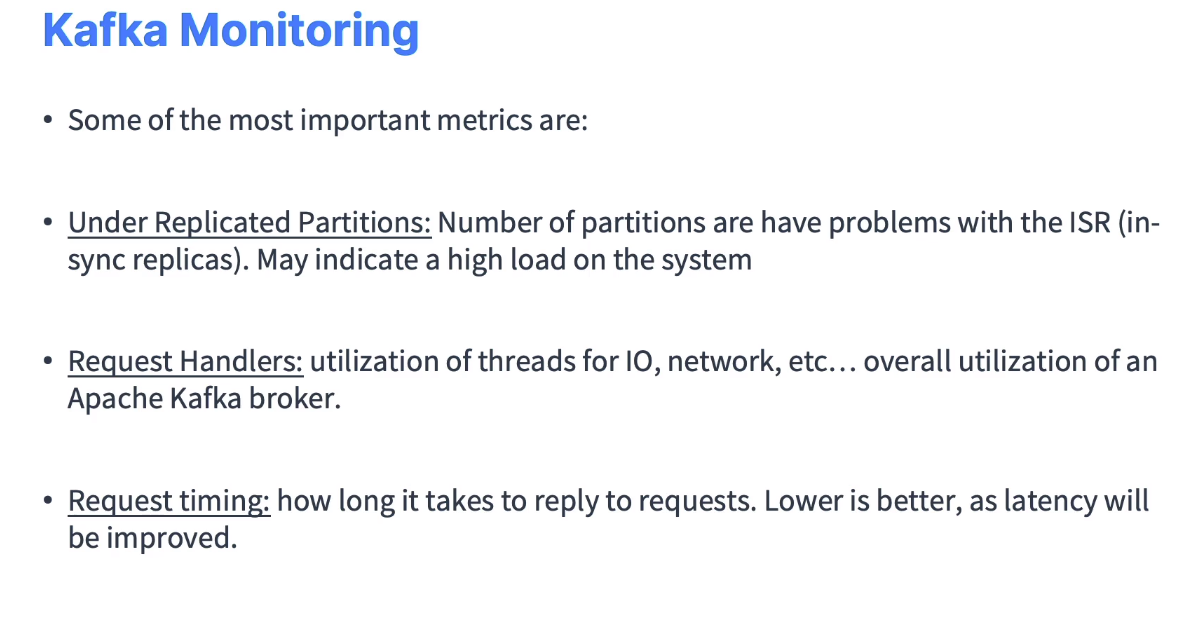 Kafka Monitoring
• Some of the most important metrics are:
• Under Replicated Partitions: Number of partitions are have problems with the ISR (in-
sync replicas). May indicate a high load on the system
• Request Handlers: utilization of threads for IO, network, etc… overall utilization of an
Apache Kafka broker.
• Request timing: how long it takes to reply to requests. Lower is better, as latency will
be improved.